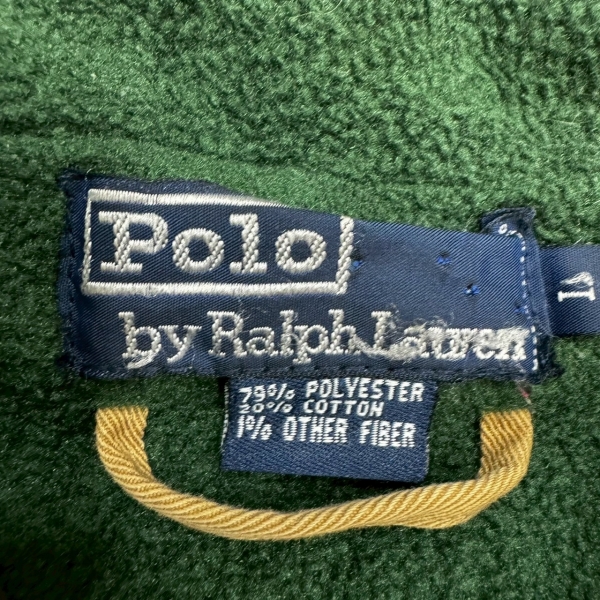 Polo
by Ralph Lauren
L
79% POLYESTER
20% COTTON
1% OTHER FIBER